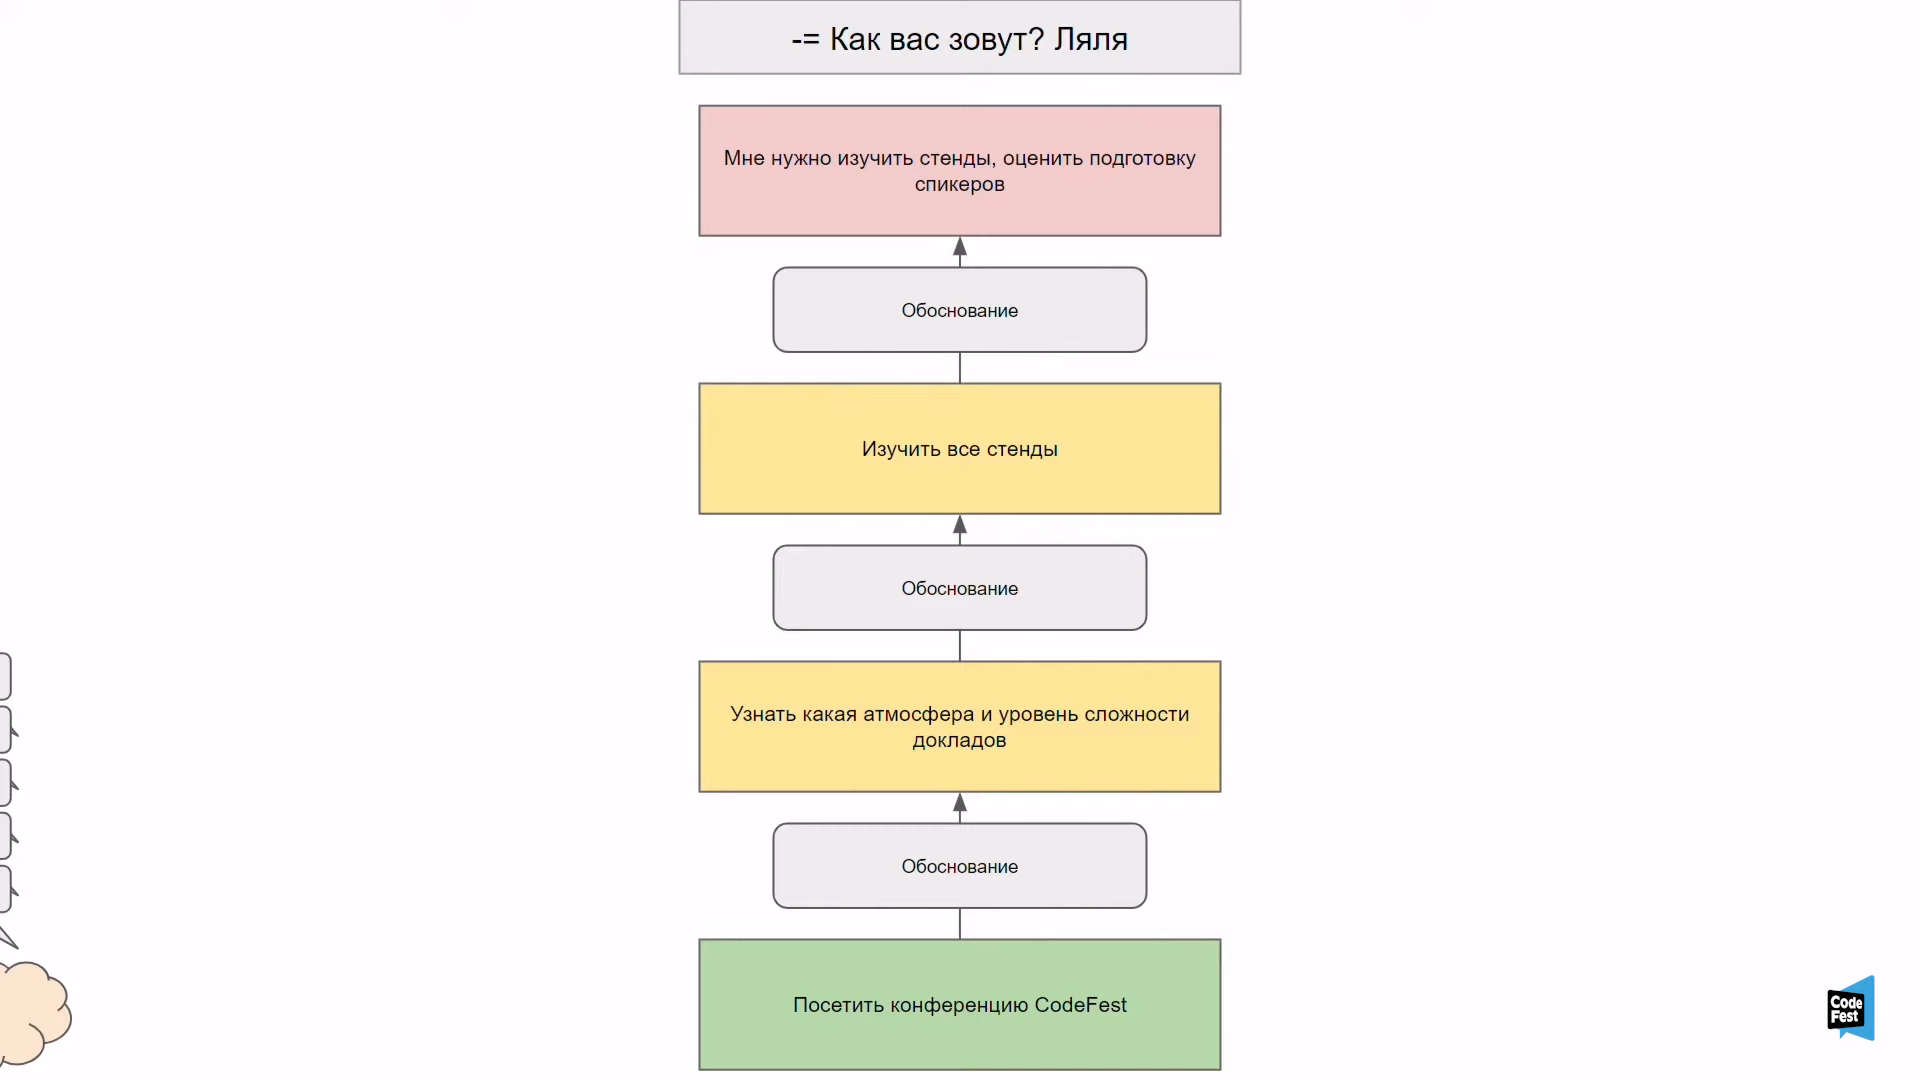 -= Как вас зовут? Ляля
Мне нужно изучить стенды, оценить подготовку
спикеров
Обоснование
Изучить все стенды
Обоснование
Узнать какая атмосфера и уровень сложности
докладов
Обоснование
Посетить конференцию CodeFest
Code
Fest